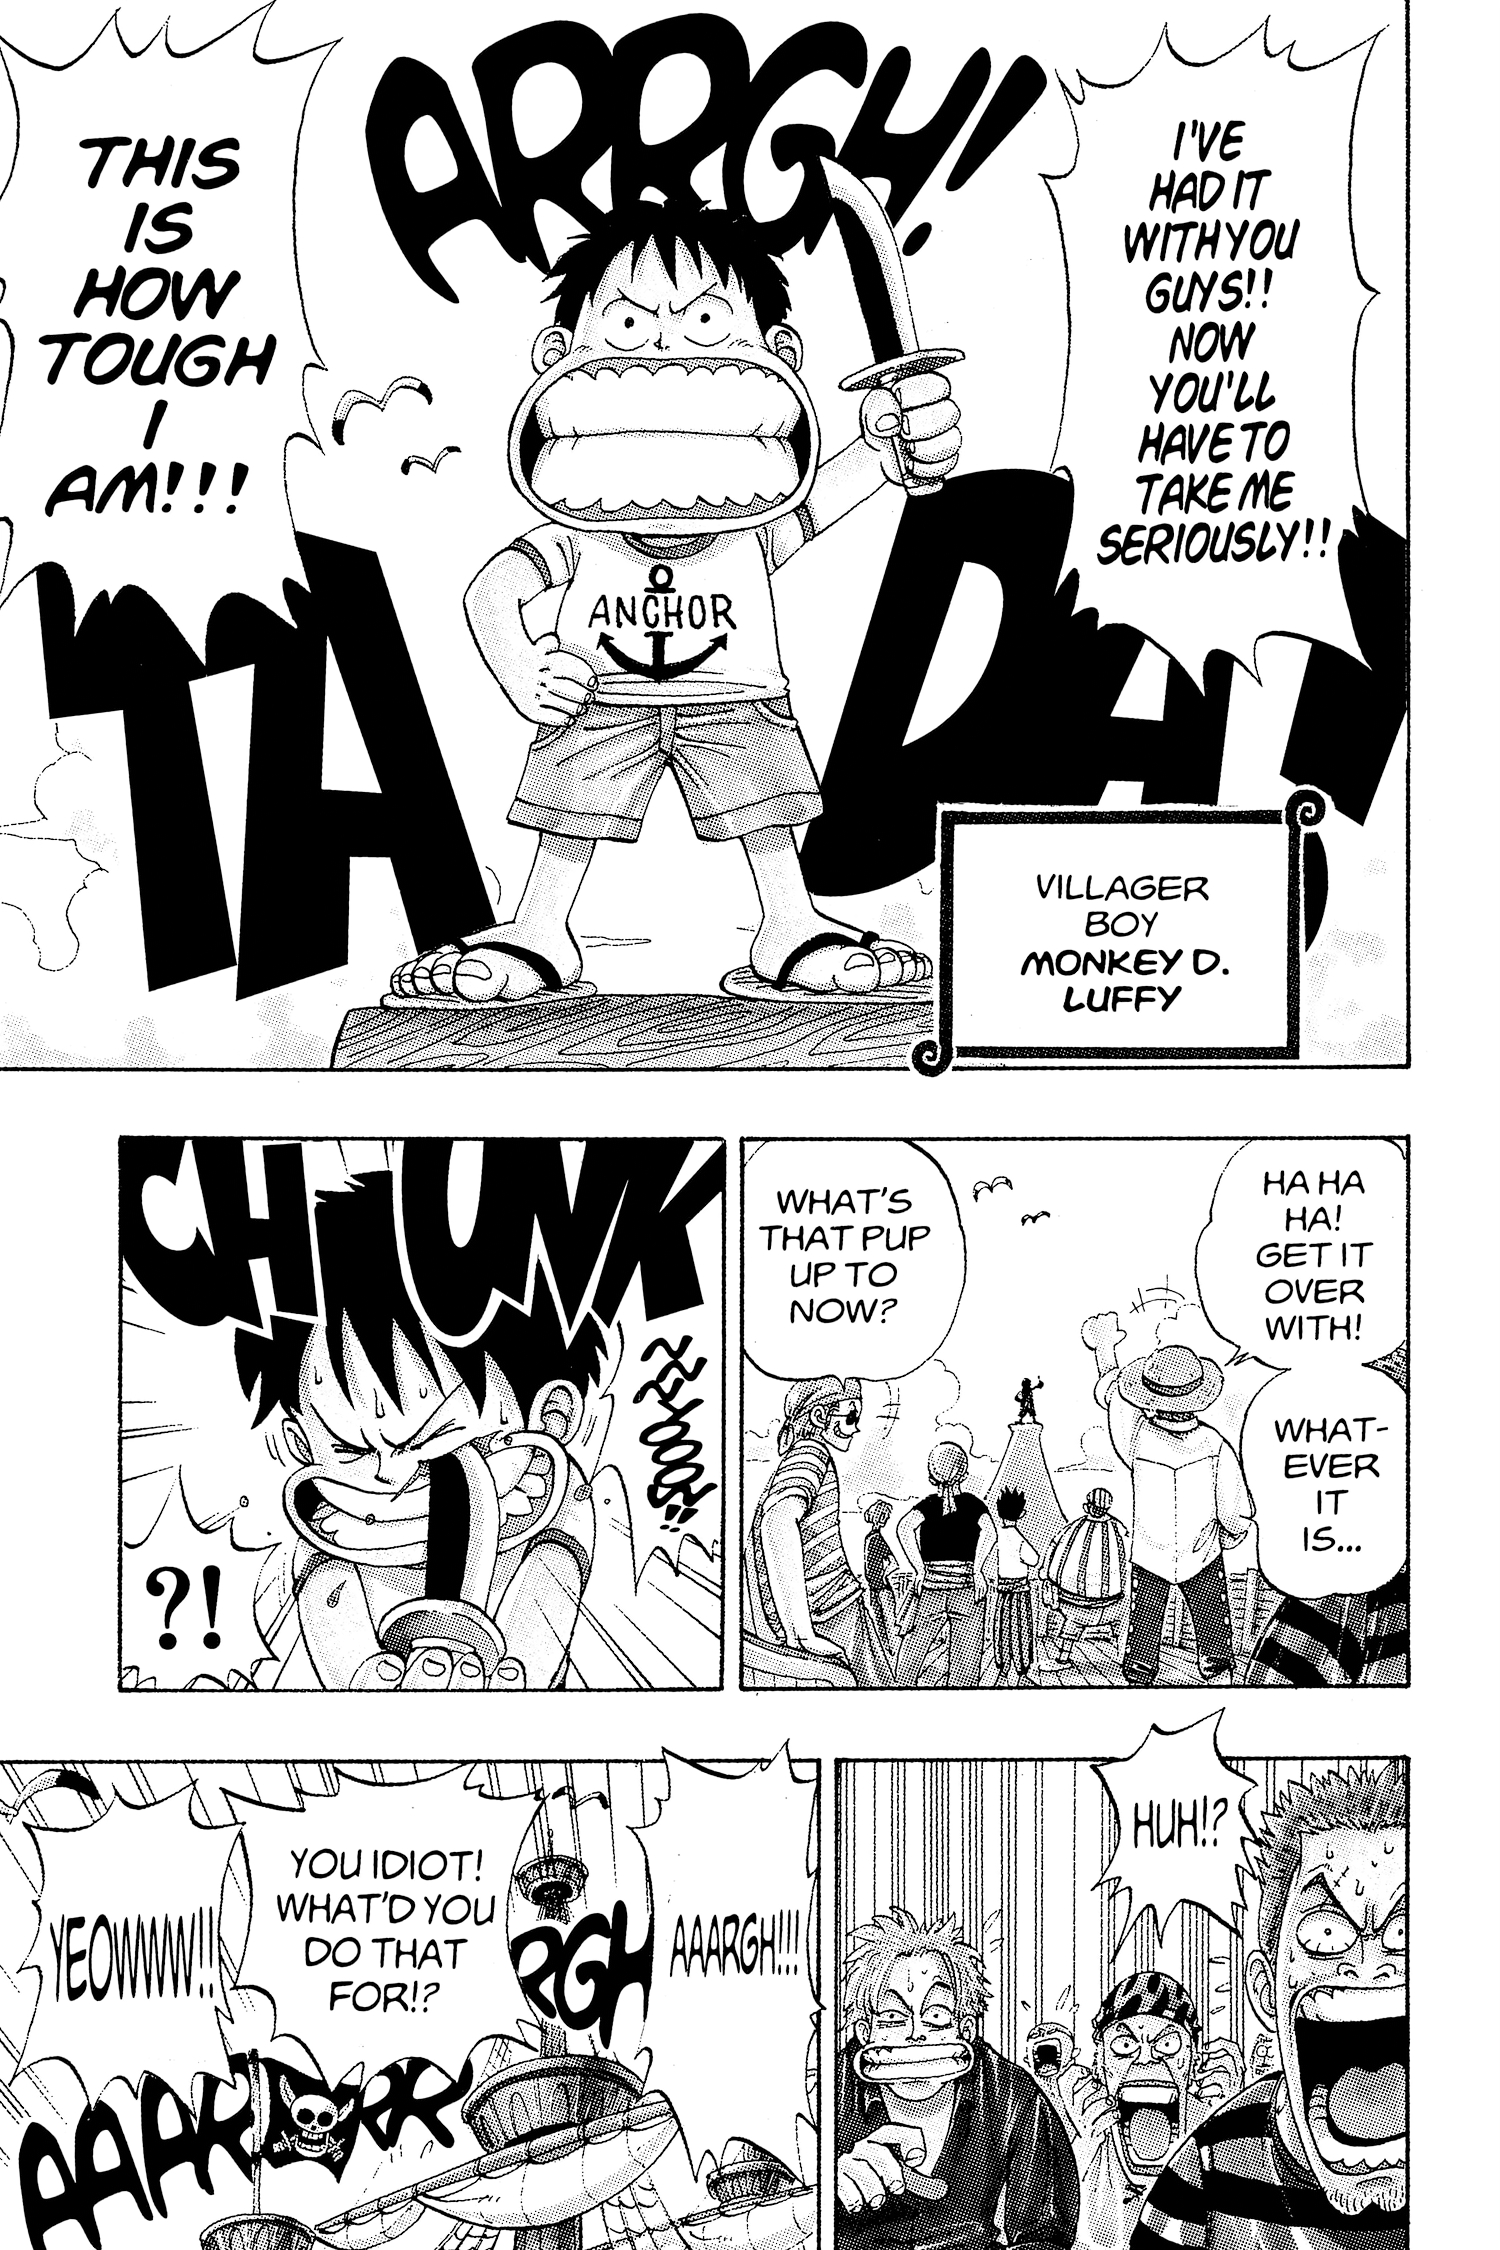 ARRGH!
I'VE
HAD IT
WITH YOU
GUYS!!
NOW
YOU'LL
HAVE TO
TAKE ME
SERIOUSLY!!
THIS
IS
HOW
TOUGH
I
AM!!!
ANCHOR
TA DA!
VILLAGER
BOY
MONKEY D.
LUFFY
HA HA
HA!
GET IT
OVER
WITH!
WHAT-
EVER
IT
IS...
WHAT'S
THAT PUP
UP TO
NOW?
CHUNK
?!
HUH!?
AAARGH!!!
YOU IDIOT!
WHAT'D YOU
DO THAT
FOR!?
YEOWWW!!
AAARRRRGH